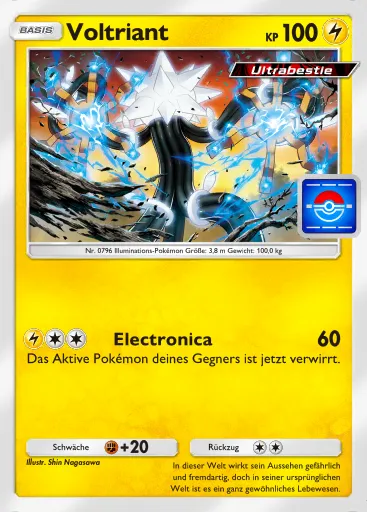 BASIS Voltriant KP 100
Ultrabestie
Nr. 0796 Illuminations-Pokémon Größe: 3,8 m Gewicht: 100,0 kg
Electronica 60
Das Aktive Pokémon deines Gegners ist jetzt verwirrt.
Schwäche +20 Rückzug
Illustr. Shin Nagasawa
In dieser Welt wirkt sein Aussehen gefährlich
und fremdartig, doch in seiner ursprünglichen
Welt ist es ein ganz gewöhnliches Lebewesen.